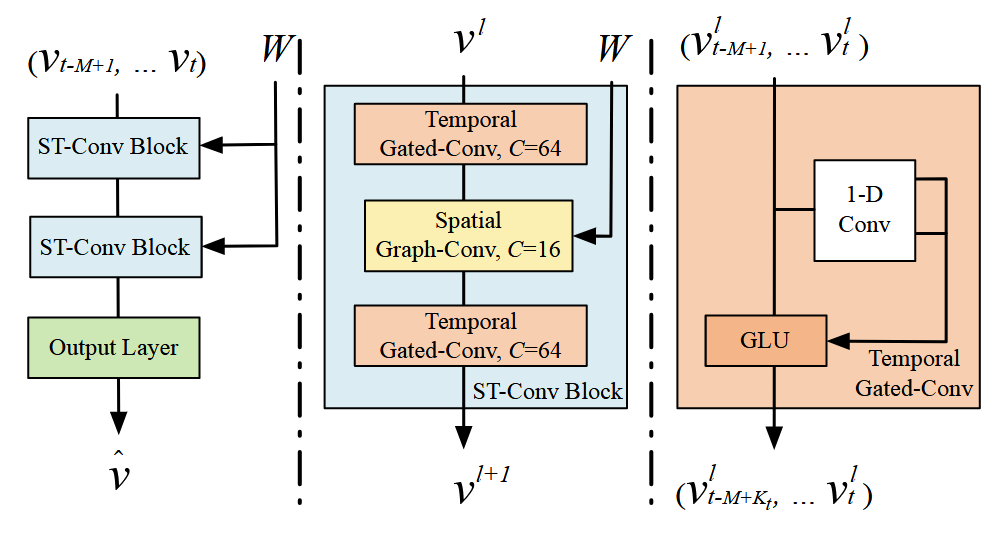 (v_{t-M+1}, ... v_t)
W
ST-Conv Block
ST-Conv Block
Output Layer
v̂
v^l
W
Temporal
Gated-Conv, C=64
Spatial
Graph-Conv, C=16
Temporal
Gated-Conv, C=64
ST-Conv Block
v^{l+1}
(v^l_{t-M+1}, ... v^l_t)
1-D
Conv
GLU
Temporal
Gated-Conv
(v^l_{t-M+K_t}, ... v^l_t)